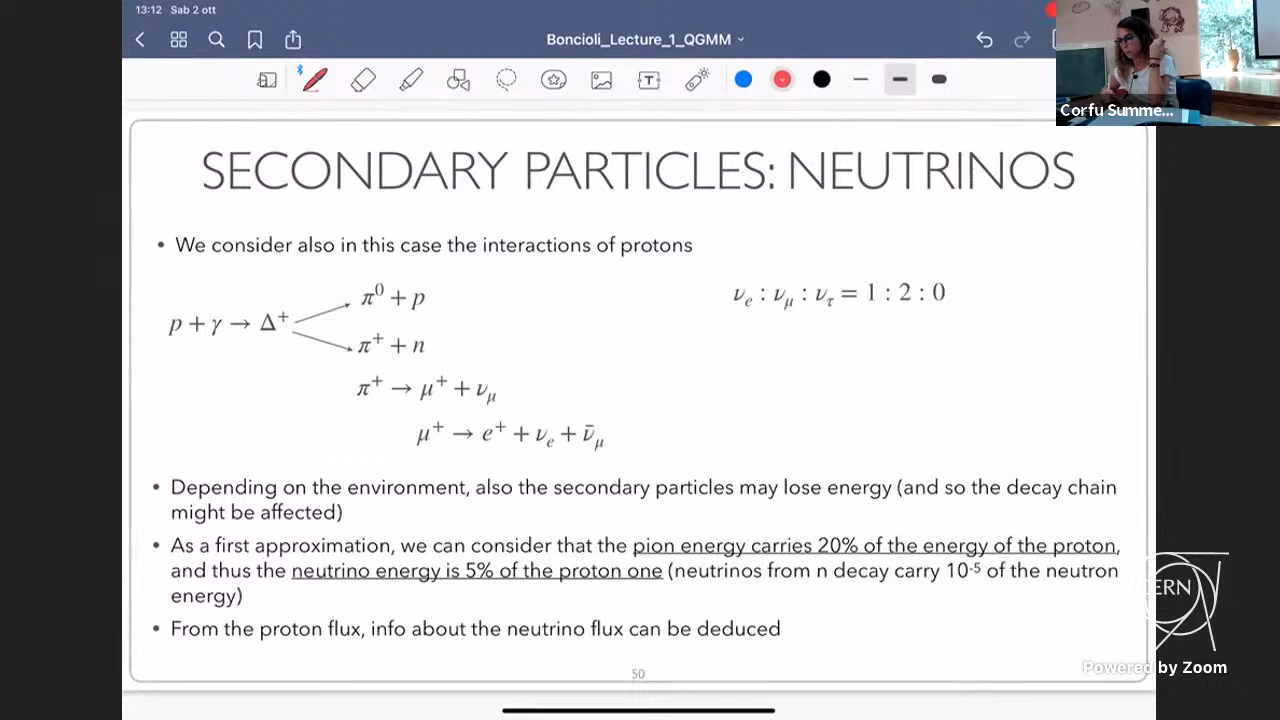 13:12 Sab 2 ott
Boncioli_Lecture_1_QGMM
Corfu Summe...
SECONDARY PARTICLES: NEUTRINOS
• We consider also in this case the interactions of protons
π⁰ + p
νₑ : ν_μ : ν_τ = 1 : 2 : 0
p + γ → Δ⁺
π⁺ + n
π⁺ → μ⁺ + ν_μ
μ⁺ → e⁺ + νₑ + ν̄_μ
• Depending on the environment, also the secondary particles may lose energy (and so the decay chain
might be affected)
• As a first approximation, we can consider that the pion energy carries 20% of the energy of the proton,
and thus the neutrino energy is 5% of the proton one (neutrinos from n decay carry 10⁻⁵ of the neutron
energy)
• From the proton flux, info about the neutrino flux can be deduced
50
CERN
Powered by Zoom